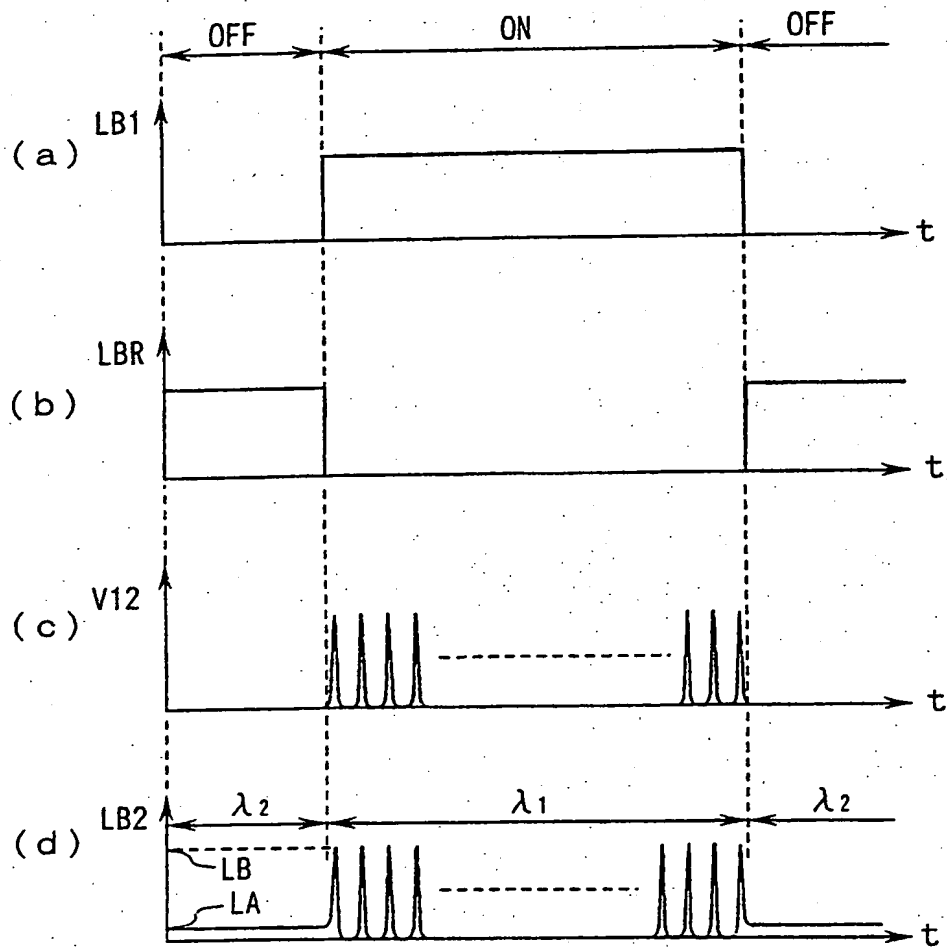 OFF ON OFF
LB1
(a)
t
LBR
(b)
t
V12
(c)
t
LB2 λ2 λ1 λ2
(d)
LB
LA
t